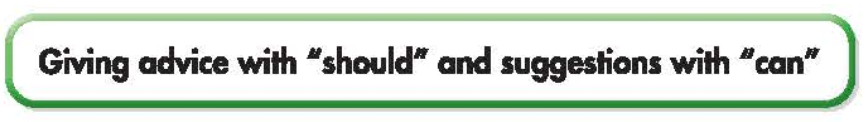 Giving advice with “should” and suggestions with “can”